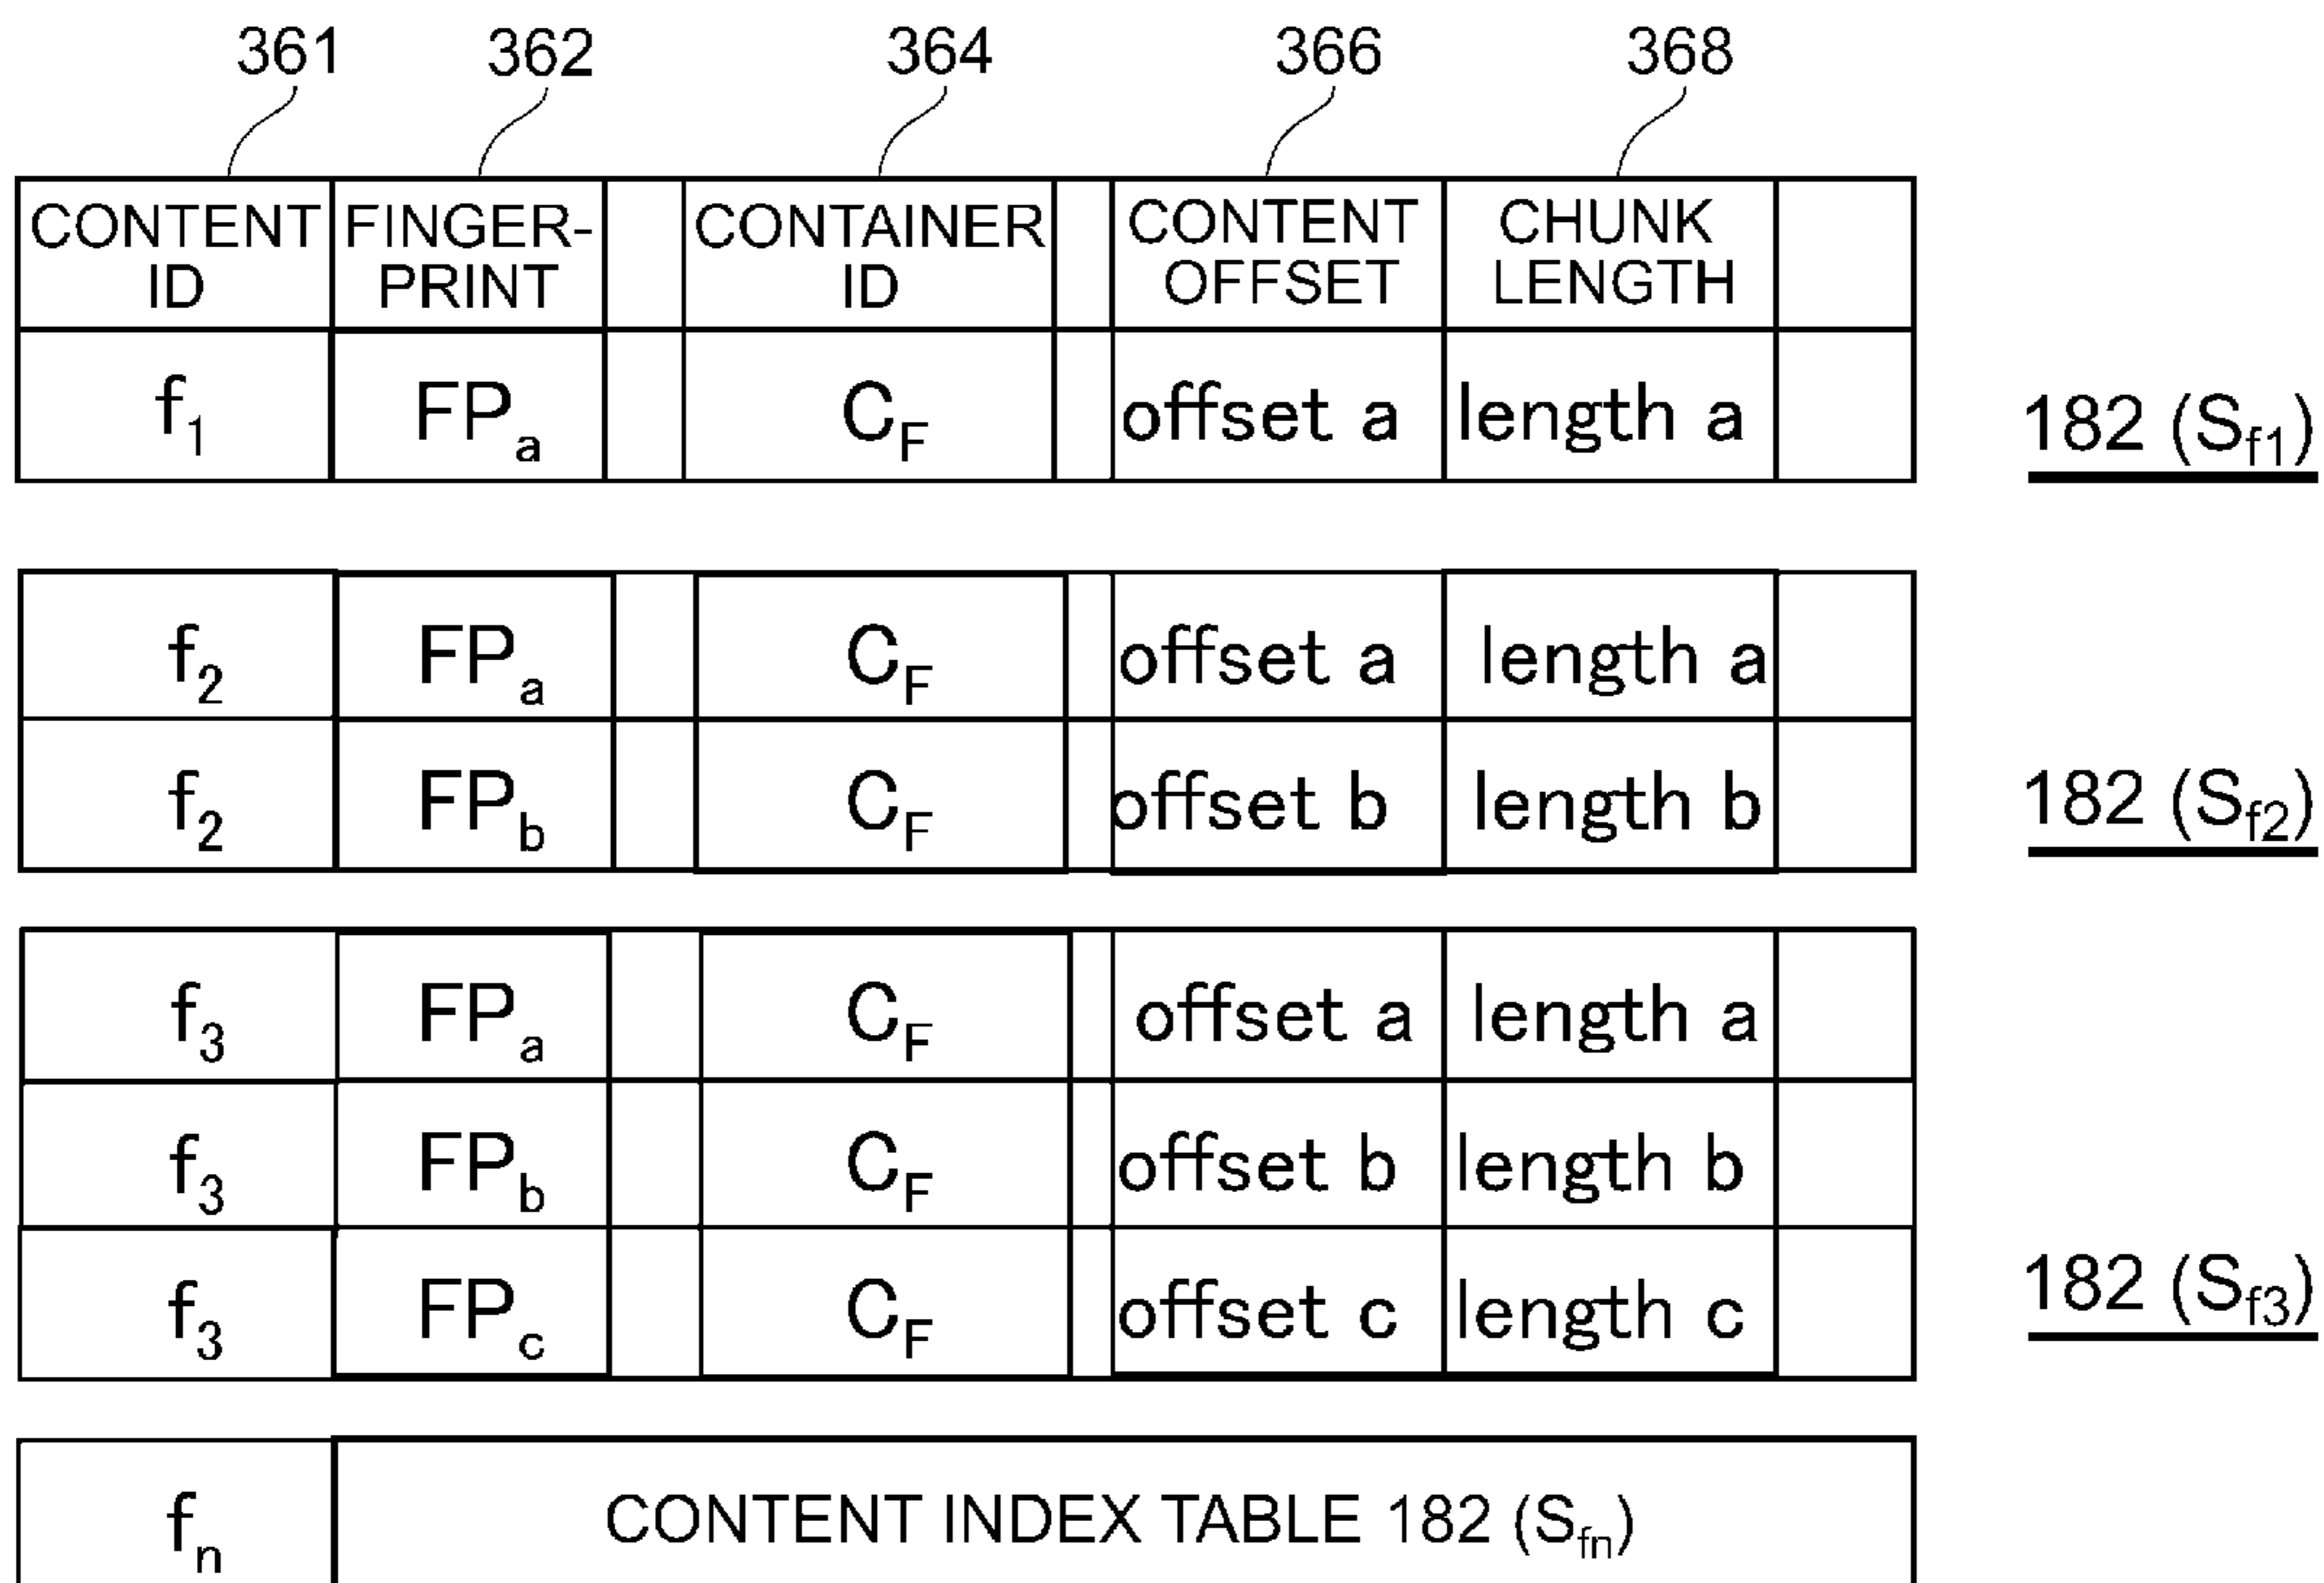 361 362 364 366 368
CONTENT ID FINGER-PRINT CONTAINER ID CONTENT OFFSET CHUNK LENGTH
f1 FPa CF offset a length a 182 (Sf1)
f2 FPa CF offset a length a
f2 FPb CF offset b length b 182 (Sf2)
f3 FPa CF offset a length a
f3 FPb CF offset b length b
f3 FPc CF offset c length c 182 (Sf3)
fn CONTENT INDEX TABLE 182 (Sfn)